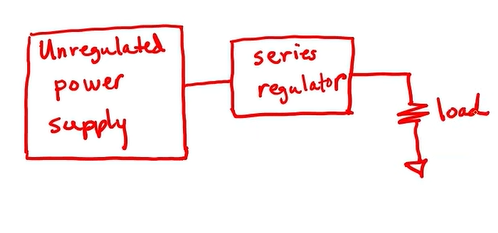 Unregulated
power
supply
series
regulator
load